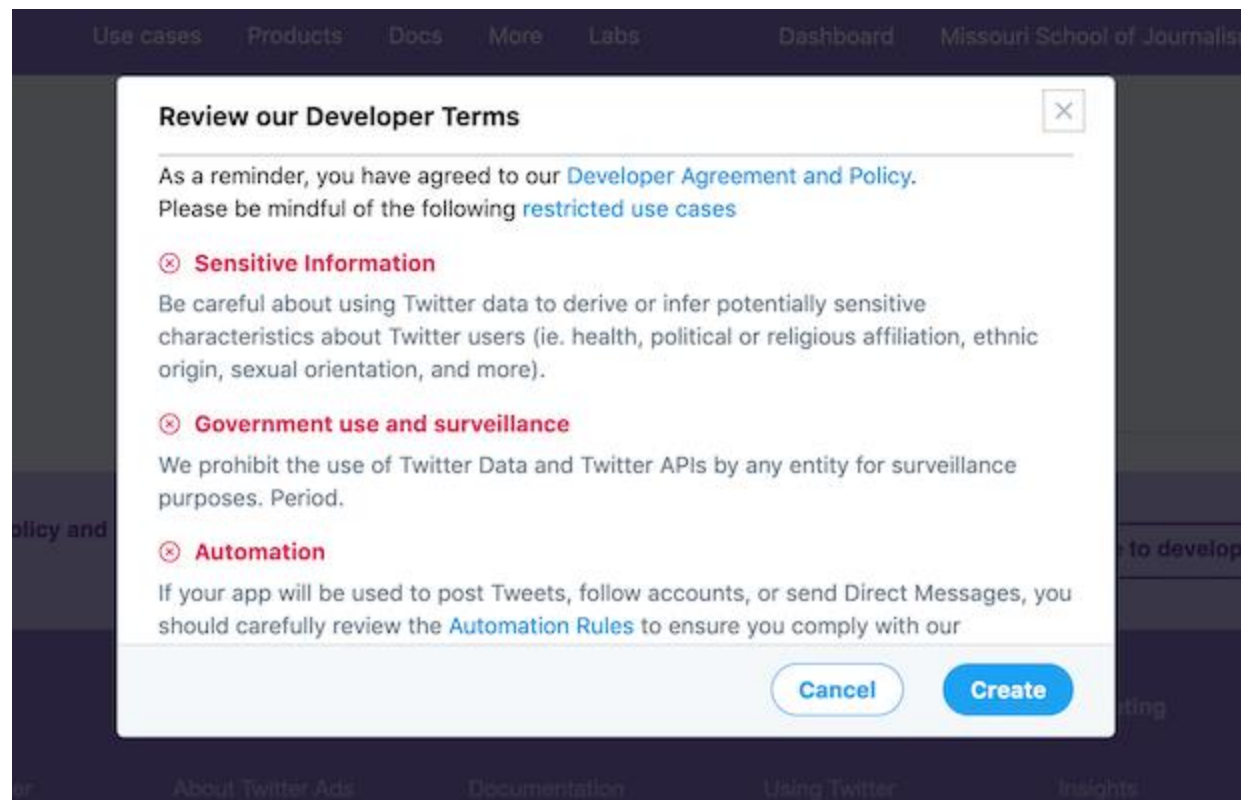 Use cases Products Docs More Labs Dashboard Missouri School of Journalis
Review our Developer Terms
As a reminder, you have agreed to our Developer Agreement and Policy.
Please be mindful of the following restricted use cases
Sensitive Information
Be careful about using Twitter data to derive or infer potentially sensitive
characteristics about Twitter users (ie. health, political or religious affiliation, ethnic
origin, sexual orientation, and more).
Government use and surveillance
We prohibit the use of Twitter Data and Twitter APIs by any entity for surveillance
purposes. Period.
olicy and
Automation
to develop
If your app will be used to post Tweets, follow accounts, or send Direct Messages, you
should carefully review the Automation Rules to ensure you comply with our
Cancel Create
eting
er About Twitter Ads Documentation Using Twitter Insights